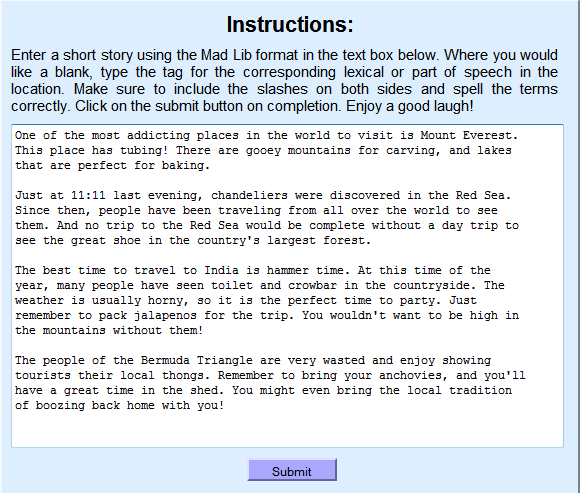 Instructions:
Enter a short story using the Mad Lib format in the text box below. Where you would
like a blank, type the tag for the corresponding lexical or part of speech in the
location. Make sure to include the slashes on both sides and spell the terms
correctly. Click on the submit button on completion. Enjoy a good laugh!
One of the most addicting places in the world to visit is Mount Everest.
This place has tubing! There are gooey mountains for carving, and lakes
that are perfect for baking.
Just at 11:11 last evening, chandeliers were discovered in the Red Sea.
Since then, people have been traveling from all over the world to see
them. And no trip to the Red Sea would be complete without a day trip to
see the great shoe in the country's largest forest.
The best time to travel to India is hammer time. At this time of the
year, many people have seen toilet and crowbar in the countryside. The
weather is usually horny, so it is the perfect time to party. Just
remember to pack jalapenos for the trip. You wouldn't want to be high in
the mountains without them!
The people of the Bermuda Triangle are very wasted and enjoy showing
tourists their local thongs. Remember to bring your anchovies, and you'll
have a great time in the shed. You might even bring the local tradition
of boozing back home with you!
Submit